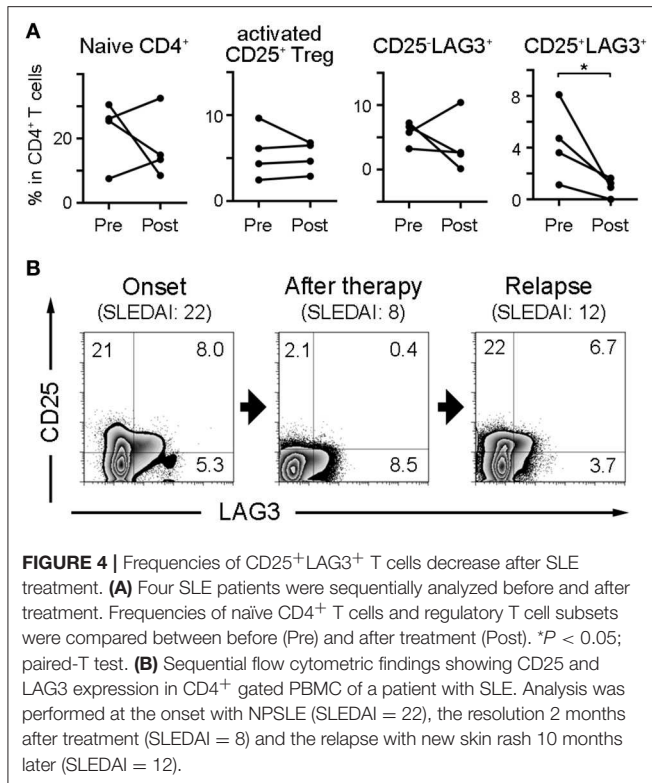 A
Naive CD4⁺
activated
CD25⁺ Treg
CD25⁻LAG3⁺
CD25⁺LAG3⁺
% in CD4⁺ T cells
20
0
Pre Post
10
5
0
Pre Post
10
0
Pre Post
*
8
4
0
Pre Post
B
Onset
(SLEDAI: 22)
After therapy
(SLEDAI: 8)
Relapse
(SLEDAI: 12)
CD25
21 8.0
5.3
2.1 0.4
8.5
22 6.7
3.7
LAG3
FIGURE 4 | Frequencies of CD25⁺LAG3⁺ T cells decrease after SLE
treatment. (A) Four SLE patients were sequentially analyzed before and after
treatment. Frequencies of naïve CD4⁺ T cells and regulatory T cell subsets
were compared between before (Pre) and after treatment (Post). *P < 0.05;
paired-T test. (B) Sequential flow cytometric findings showing CD25 and
LAG3 expression in CD4⁺ gated PBMC of a patient with SLE. Analysis was
performed at the onset with NPSLE (SLEDAI = 22), the resolution 2 months
after treatment (SLEDAI = 8) and the relapse with new skin rash 10 months
later (SLEDAI = 12).